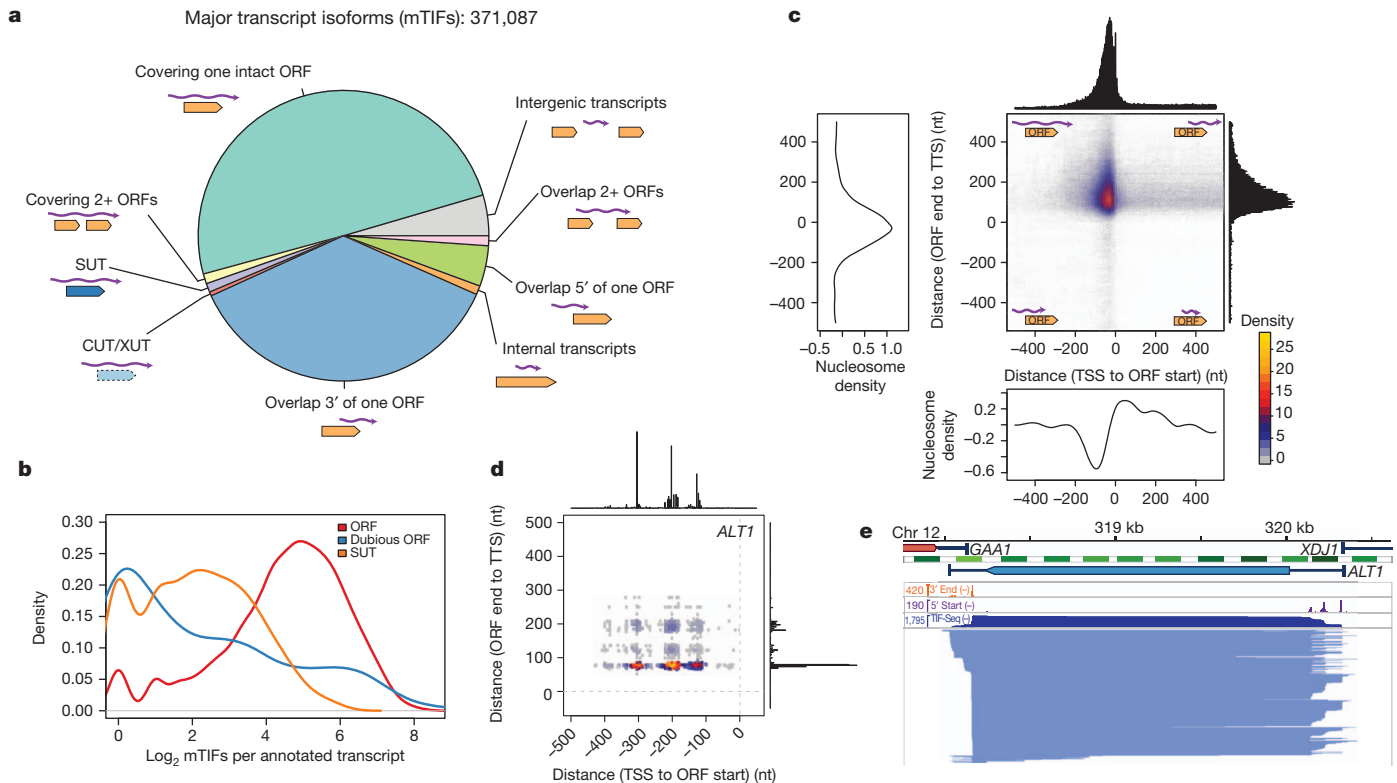 a
Major transcript isoforms (mTIFs): 371,087
Covering one intact ORF
Intergenic transcripts
Covering 2+ ORFs
Overlap 2+ ORFs
SUT
Overlap 5′ of one ORF
CUT/XUT
Internal transcripts
Overlap 3′ of one ORF
b
Density
0.30
0.25
0.20
0.15
0.10
0.05
0.00
ORF
Dubious ORF
SUT
0 2 4 6 8
Log2 mTIFs per annotated transcript
c
400
200
0
−200
−400
−0.5 0.5 1.0
Nucleosome
density
Distance (ORF end to TTS) (nt)
400
200
0
−200
−400
ORF
ORF
ORF
ORF
−400 −200 0 200 400
Distance (TSS to ORF start) (nt)
Density
25
20
15
10
5
0
Nucleosome
density
0.2
−0.2
−0.6
−400 −200 0 200 400
d
ALT1
Distance (ORF end to TTS) (nt)
500
400
300
200
100
0
−500 −400 −300 −200 −100 0
Distance (TSS to ORF start) (nt)
e
Chr 12
319 kb
320 kb
GAA1
XDJ1
ALT1
420 3′ End (−)
190 5′ Start (−)
1,795 TIF-Seq (−)